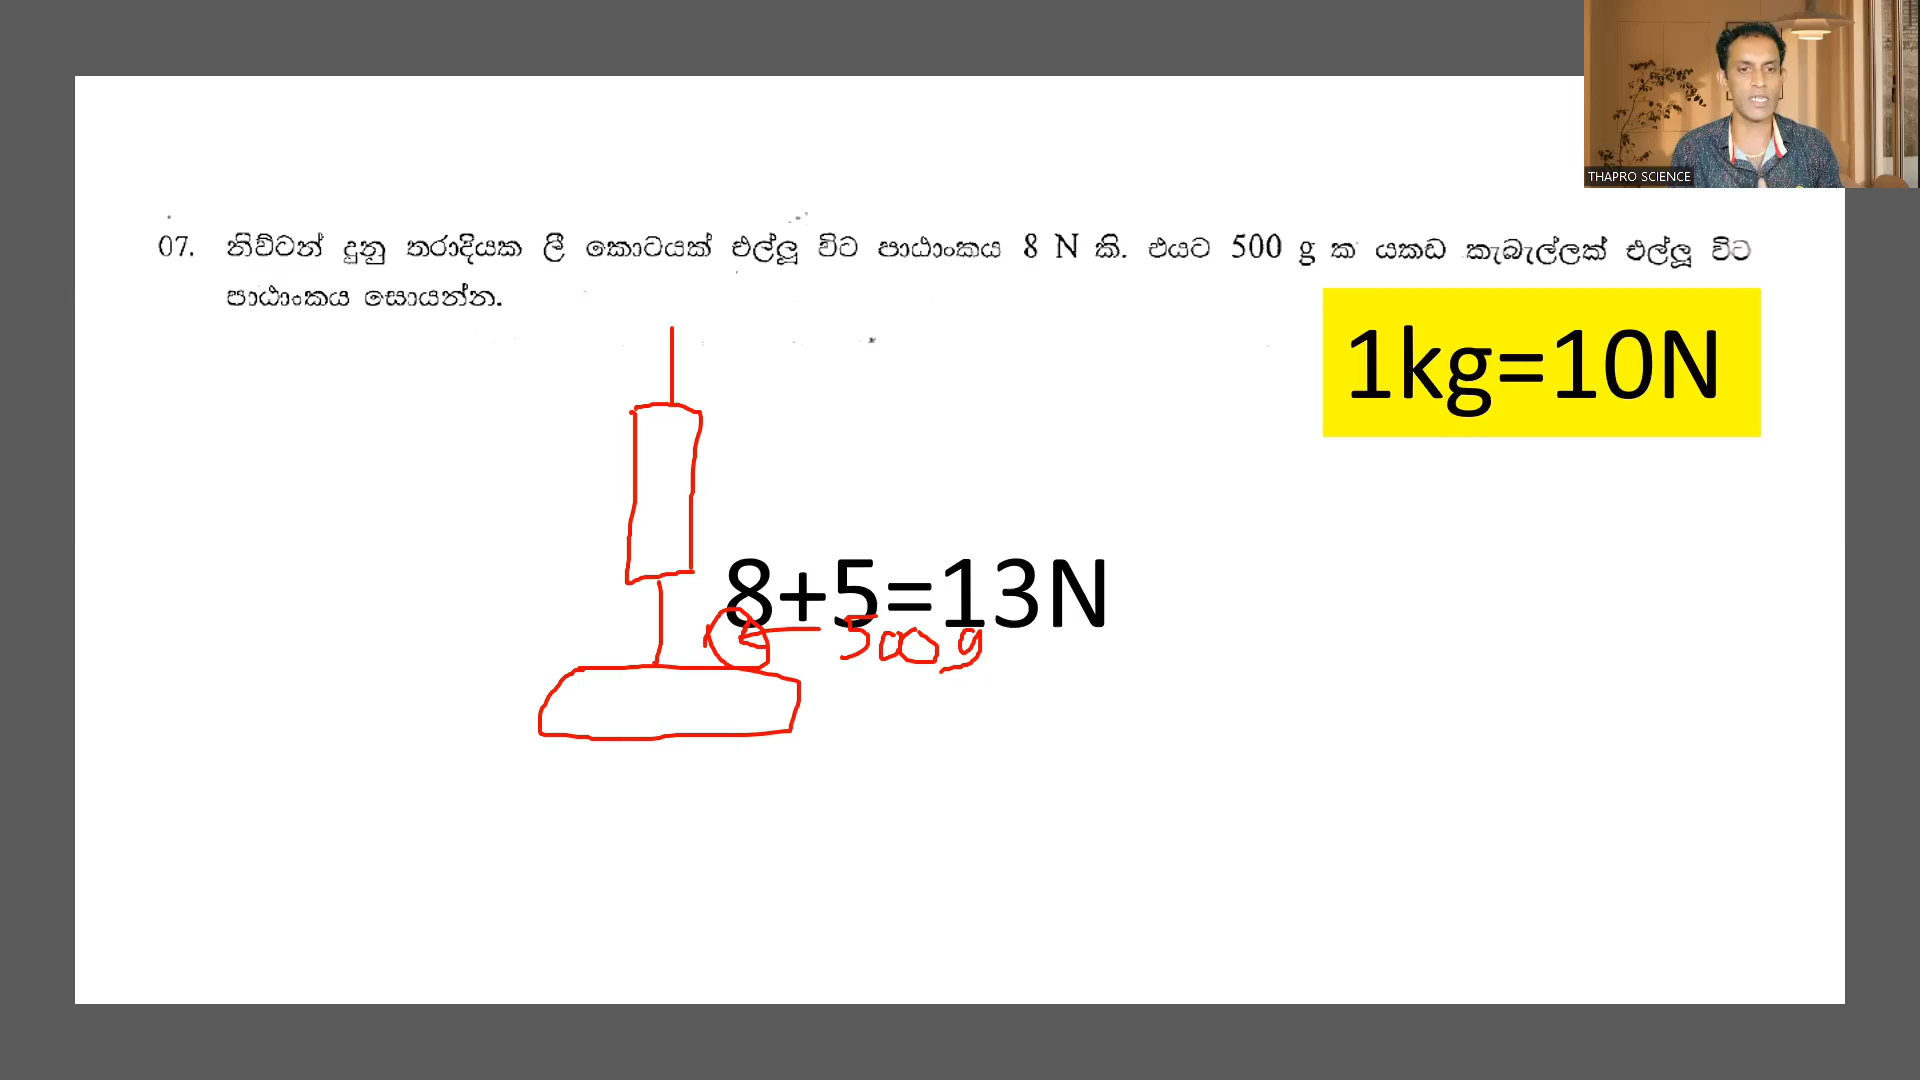 THAPRO SCIENCE
07. නිව්ටන් දුනු තරාදියක ලී කොටයක් එල්ලූ විට පාඨාංකය 8 N කි. එයට 500 g ක යකඩ කැබැල්ලක් එල්ලූ විට
පාඨාංකය සොයන්න.
1kg=10N
8+5=13N
500 g